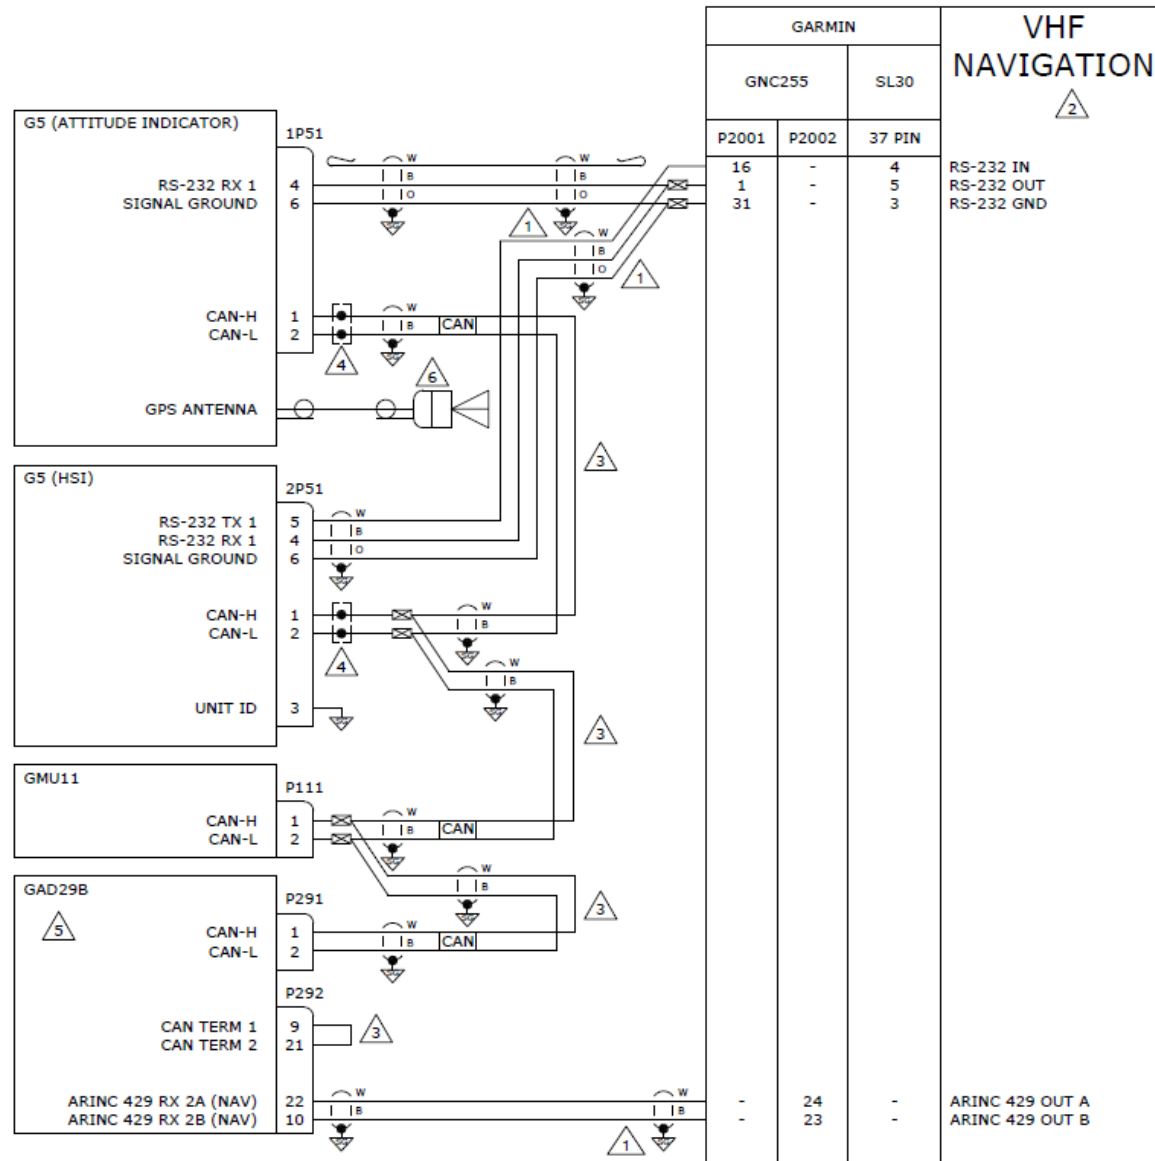 GARMIN
VHF
NAVIGATION
2
GNC255 SL30
P2001 P2002 37 PIN
16 - 4 RS-232 IN
1 - 5 RS-232 OUT
31 - 3 RS-232 GND
G5 (ATTITUDE INDICATOR)
1P51
W W
B B
RS-232 RX 1 4
O O
SIGNAL GROUND 6
1
W
B
O
1
CAN-H 1 W
CAN-L 2 B CAN
4
6
GPS ANTENNA
3
G5 (HSI)
2P51
RS-232 TX 1 5 W
RS-232 RX 1 4 B
SIGNAL GROUND 6 O
CAN-H 1 W
CAN-L 2 B
4
W
B
UNIT ID 3
3
GMU11
P111
CAN-H 1 W
CAN-L 2 B CAN
GAD29B
W
B
P291
5
3
CAN-H 1 W
CAN-L 2 B CAN
P292
CAN TERM 1 9
3
CAN TERM 2 21
ARINC 429 RX 2A (NAV) 22 W W - 24 - ARINC 429 OUT A
ARINC 429 RX 2B (NAV) 10 B B - 23 - ARINC 429 OUT B
1